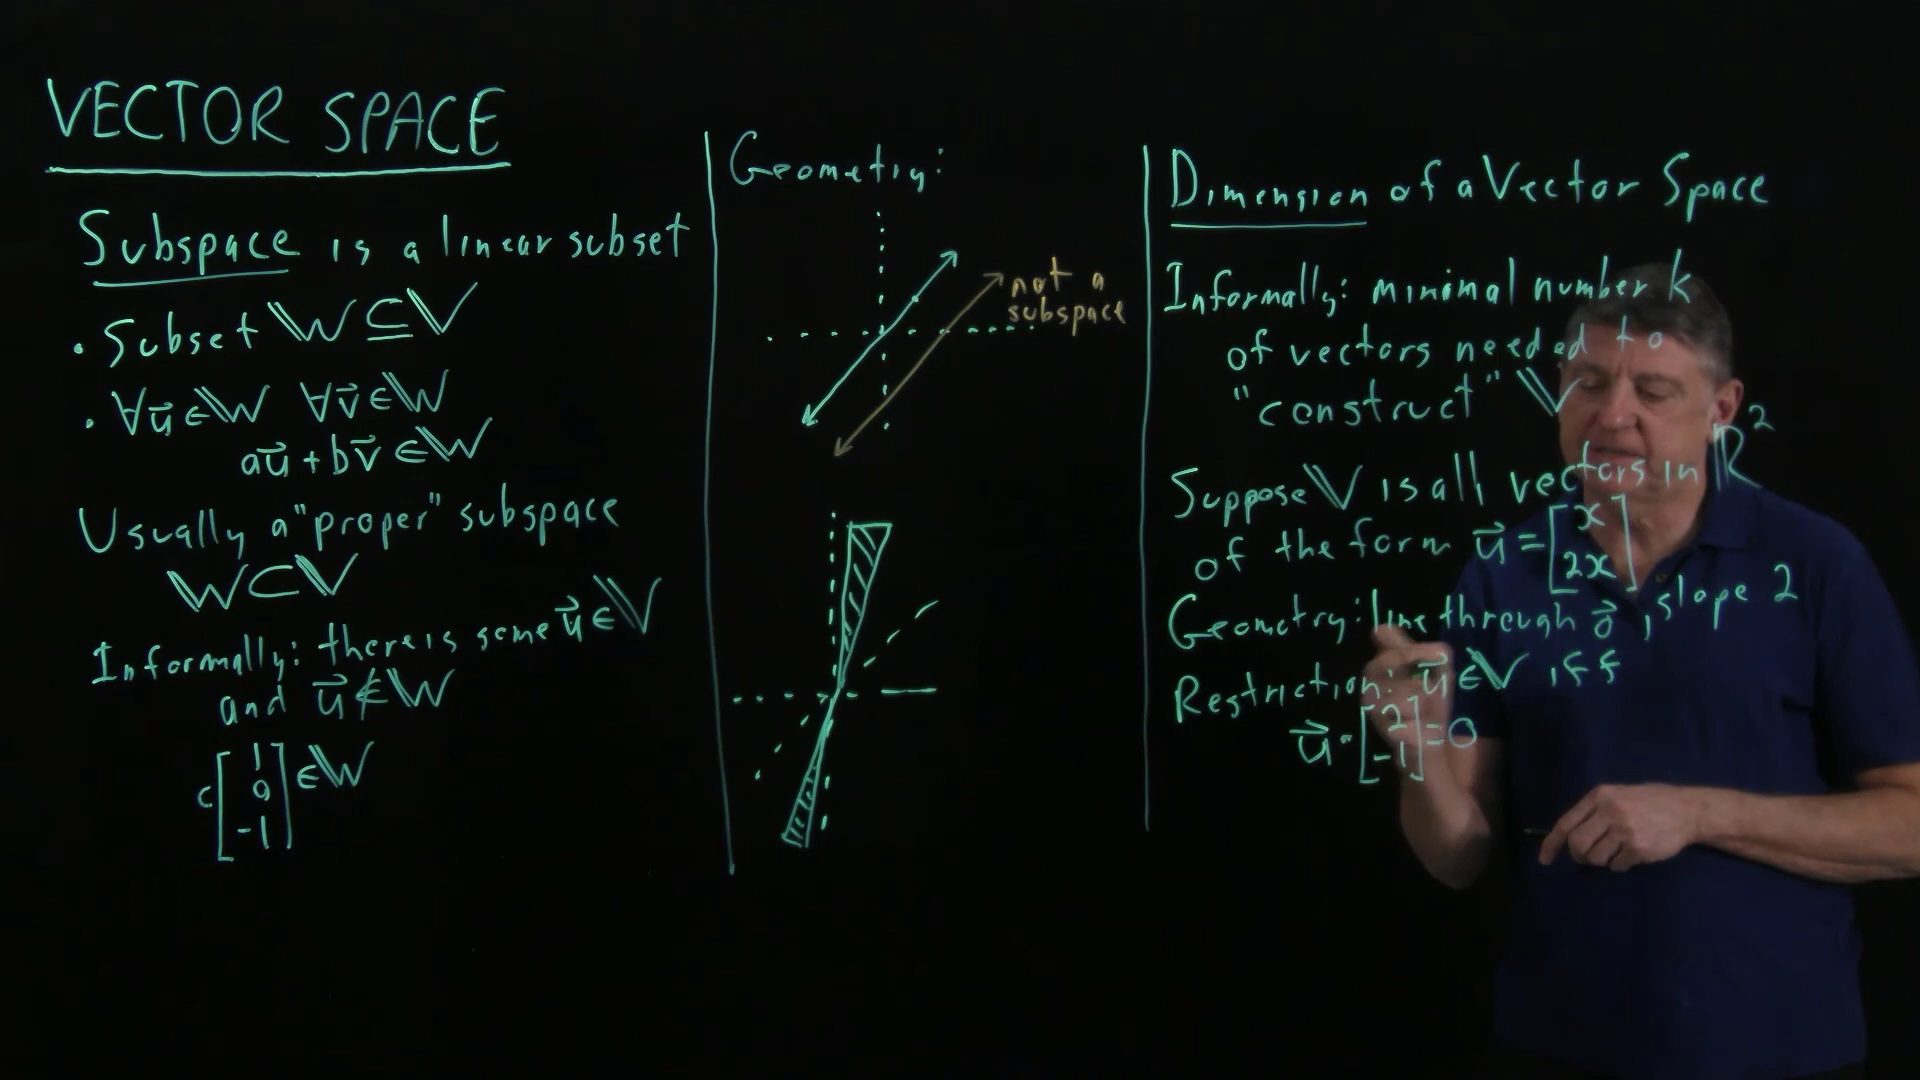 VECTOR SPACE
Subspace is a linear subset
• Subset 𝕎 ⊆ 𝕍
• ∀u⃗ ∈ 𝕎 ∀v⃗ ∈ 𝕎
au⃗ + bv⃗ ∈ 𝕎
Usually a "proper" subspace
𝕎 ⊂ 𝕍
Informally: there is some u⃗ ∈ 𝕍
and u⃗ ∉ 𝕎
c[1 0 -1] ∈ 𝕎
Geometry:
not a
subspace
Dimension of a Vector Space
Informally: minimal number k
of vectors needed to
"construct" 𝕍
Suppose 𝕍 is all vectors in ℝ²
of the form u⃗ = [x 2x]
Geometry: line through 0⃗, slope 2
Restriction: u⃗ ∈ 𝕍 iff
u⃗ · [2 -1] = 0